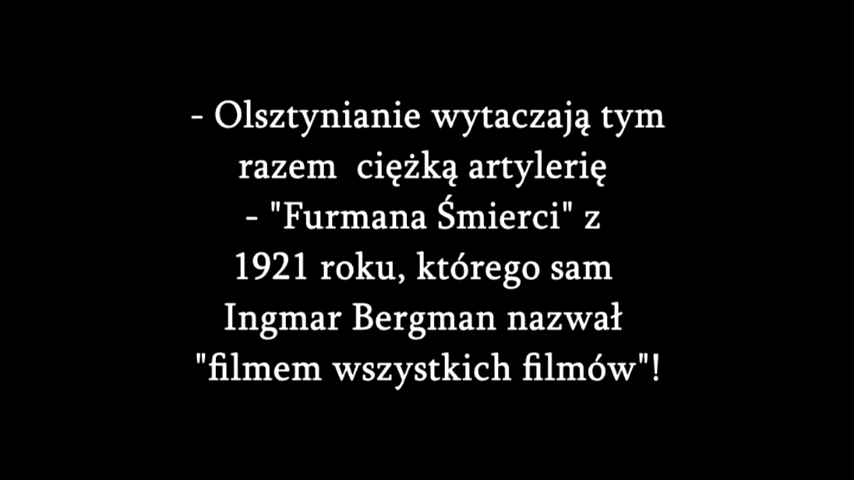 - Olsztynianie wytaczają tym
razem  ciężką artylerię
- "Furmana Śmierci" z
1921 roku, którego sam
Ingmar Bergman nazwał
"filmem wszystkich filmów"!